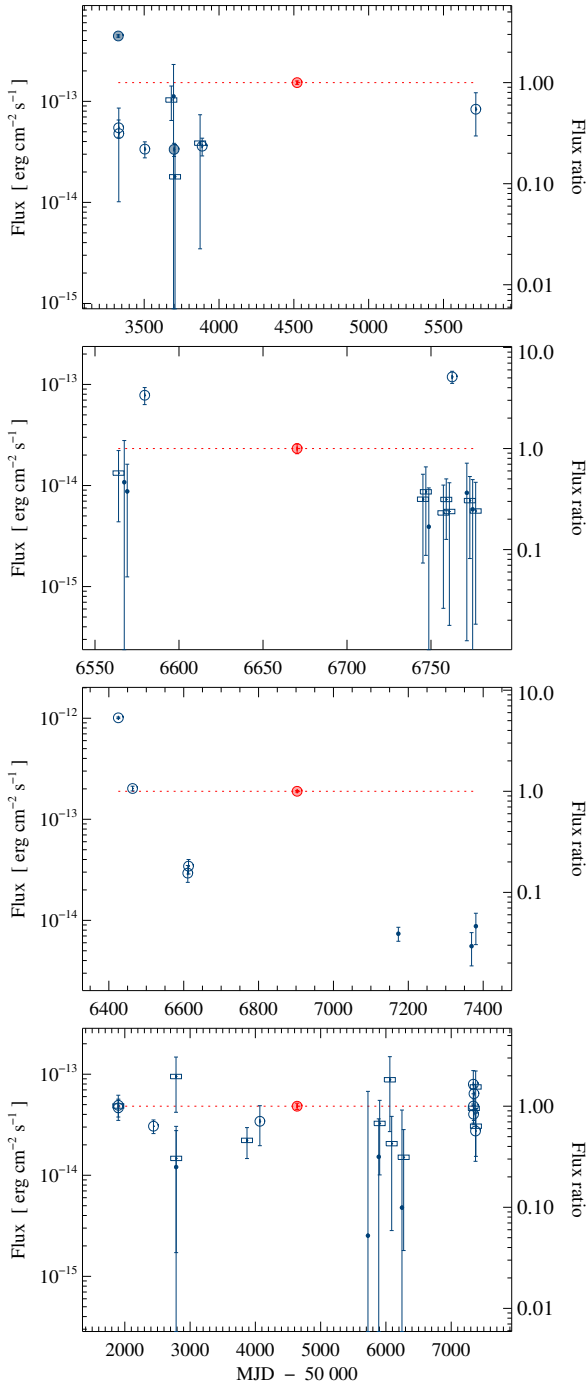 10⁻¹³
10⁻¹⁴
10⁻¹⁵
Flux [ erg cm⁻² s⁻¹ ]
1.00
0.10
0.01
Flux ratio
3500 4000 4500 5000 5500
10⁻¹³
10⁻¹⁴
10⁻¹⁵
Flux [ erg cm⁻² s⁻¹ ]
10.0
1.0
0.1
Flux ratio
6550 6600 6650 6700 6750
10⁻¹²
10⁻¹³
10⁻¹⁴
Flux [ erg cm⁻² s⁻¹ ]
10.0
1.0
0.1
Flux ratio
6400 6600 6800 7000 7200 7400
10⁻¹³
10⁻¹⁴
10⁻¹⁵
Flux [ erg cm⁻² s⁻¹ ]
1.00
0.10
0.01
Flux ratio
2000 3000 4000 5000 6000 7000
MJD − 50 000